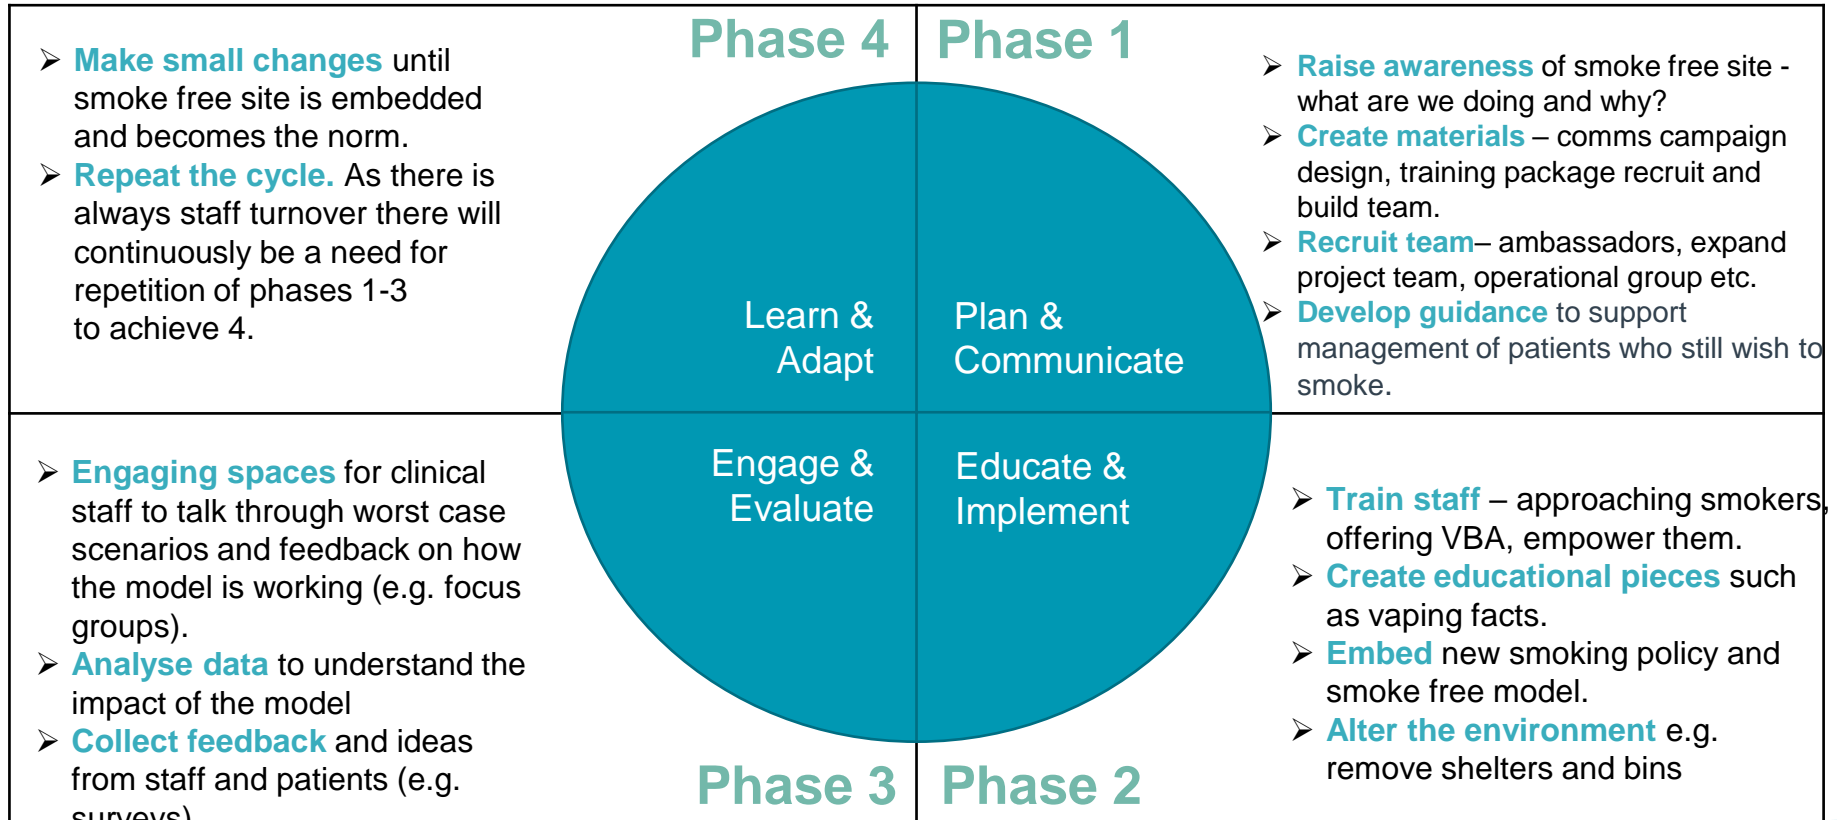 Phase 4
Phase 1
➢ Make small changes until
smoke free site is embedded
and becomes the norm.
➢ Repeat the cycle. As there is
always staff turnover there will
continuously be a need for
repetition of phases 1-3
to achieve 4.
➢ Raise awareness of smoke free site -
what are we doing and why?
➢ Create materials – comms campaign
design, training package recruit and
build team.
➢ Recruit team– ambassadors, expand
project team, operational group etc.
➢ Develop guidance to support
management of patients who still wish to
smoke.
Learn &
Adapt
Plan &
Communicate
Engage &
Evaluate
Educate &
Implement
➢ Engaging spaces for clinical
staff to talk through worst case
scenarios and feedback on how
the model is working (e.g. focus
groups).
➢ Analyse data to understand the
impact of the model
➢ Collect feedback and ideas
from staff and patients (e.g.
surveys)
➢ Train staff – approaching smokers,
offering VBA, empower them.
➢ Create educational pieces such
as vaping facts.
➢ Embed new smoking policy and
smoke free model.
➢ Alter the environment e.g.
remove shelters and bins
Phase 3
Phase 2